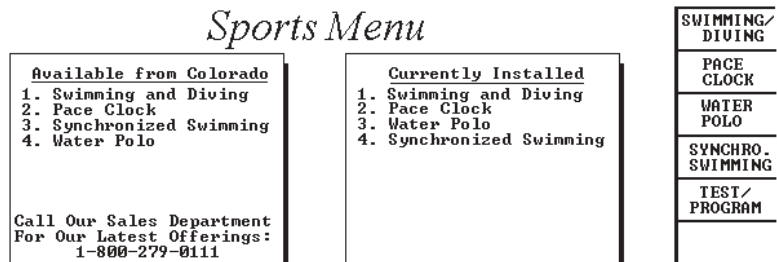 Sports Menu
Available from Colorado
1. Swimming and Diving
2. Pace Clock
3. Synchronized Swimming
4. Water Polo
Call Our Sales Department
For Our Latest Offerings:
1-800-279-0111
Currently Installed
1. Swimming and Diving
2. Pace Clock
3. Water Polo
4. Synchronized Swimming
SWIMMING/
DIVING
PACE
CLOCK
WATER
POLO
SYNCHRO.
SWIMMING
TEST/
PROGRAM